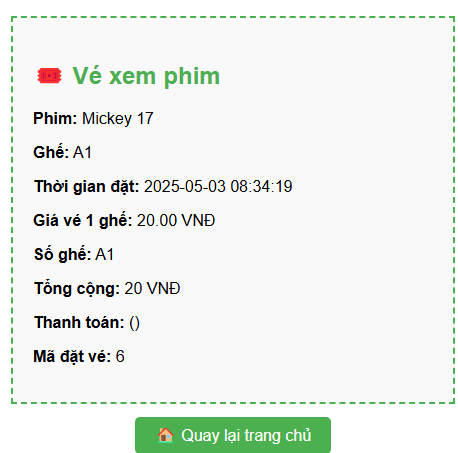 Vé xem phim
Phim: Mickey 17
Ghế: A1
Thời gian đặt: 2025-05-03 08:34:19
Giá vé 1 ghế: 20.00 VNĐ
Số ghế: A1
Tổng cộng: 20 VNĐ
Thanh toán: ()
Mã đặt vé: 6
Quay lại trang chủ